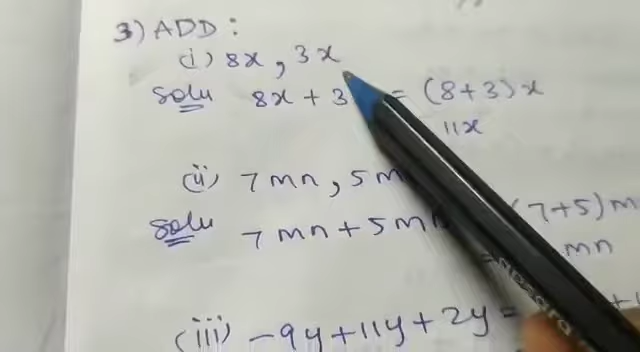 3) ADD :
(i) 8x , 3x
Solu 8x + 3 = (8+3)x
11x
(ii) 7mn , 5m
Solu 7mn + 5mn (7+5)m
mn
(iii) -9y+11y+2y=